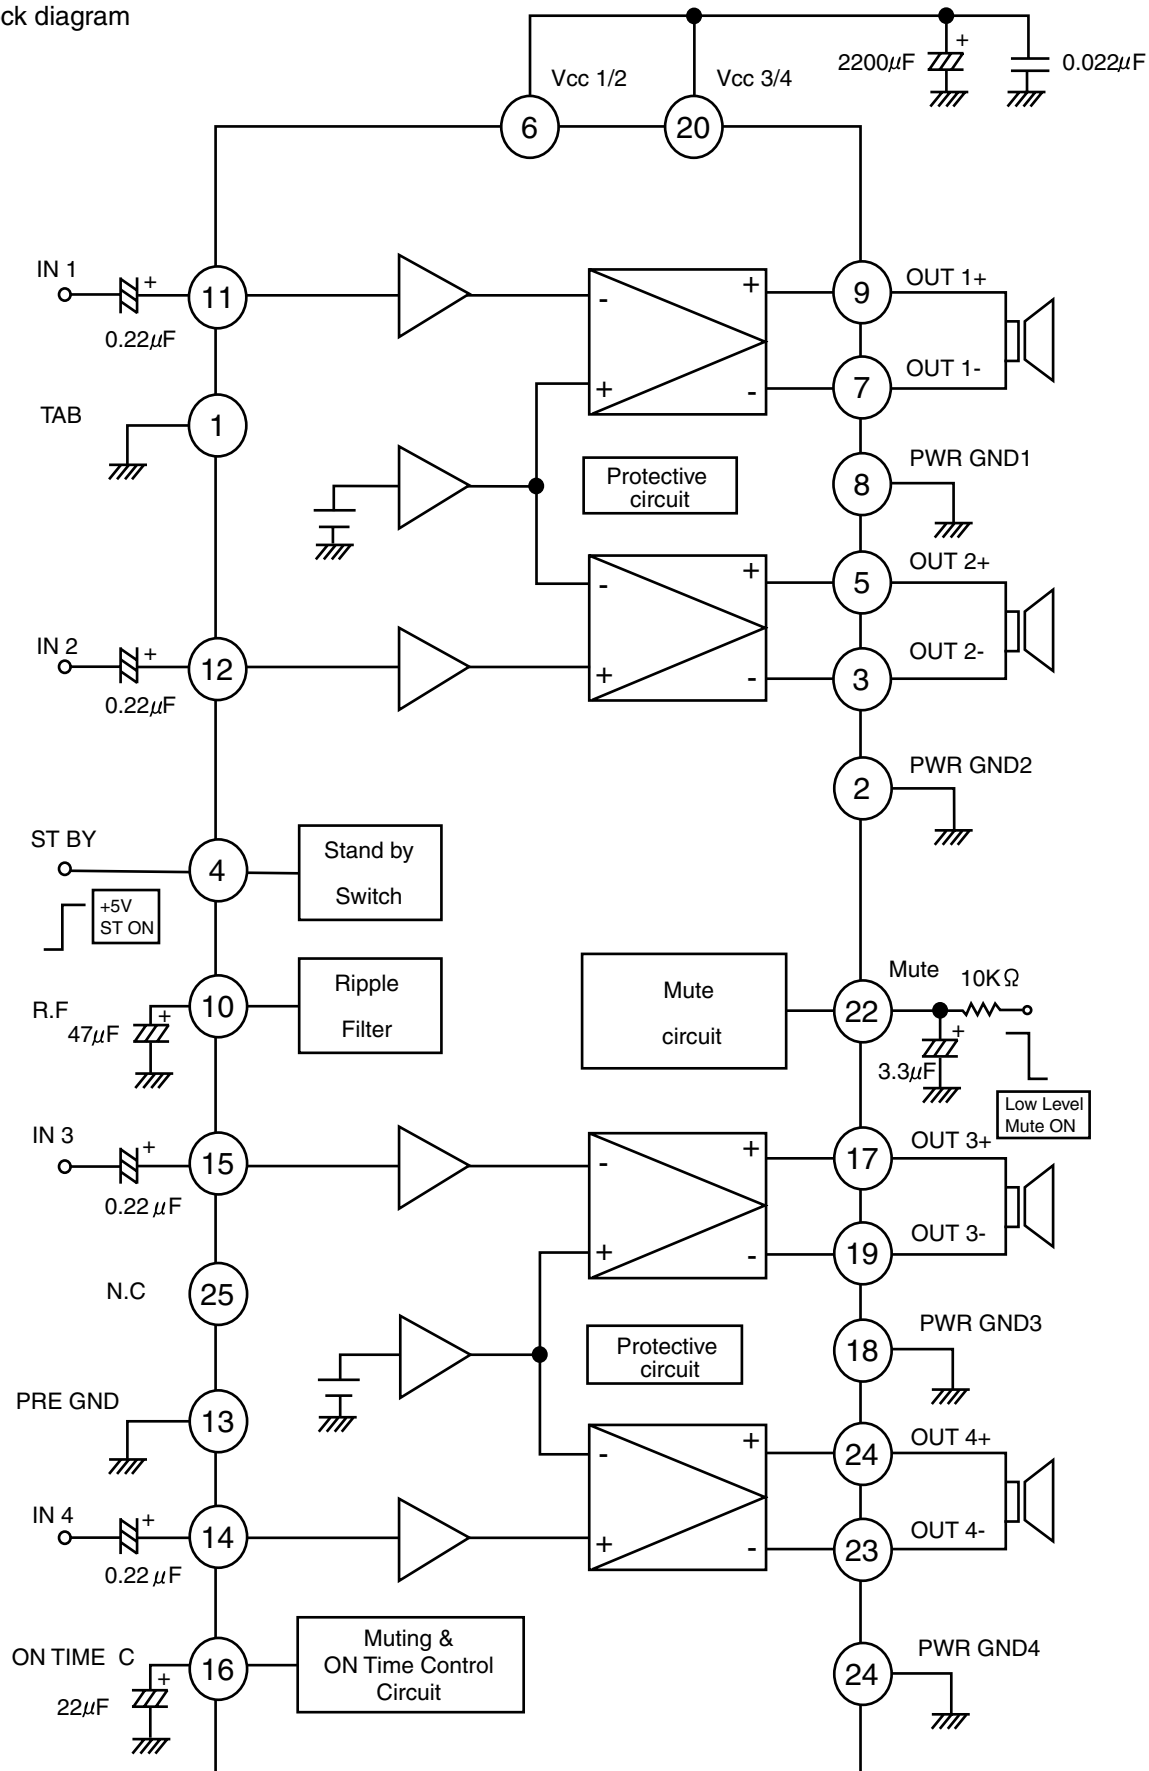 ck diagram
2200μF
+
0.022μF
Vcc 1/2
Vcc 3/4
6
20
IN 1
+
0.22μF
11
-
+
+
-
9
OUT 1+
7
OUT 1-
TAB
1
Protective
circuit
8
PWR GND1
IN 2
+
0.22μF
12
-
+
+
-
5
OUT 2+
3
OUT 2-
2
PWR GND2
ST BY
4
Stand by
Switch
+5V
ST ON
R.F
47μF
+
10
Ripple
Filter
Mute
circuit
22
Mute
10KΩ
+
3.3μF
Low Level
Mute ON
IN 3
+
0.22 μF
15
-
+
+
-
17
OUT 3+
19
OUT 3-
N.C
25
Protective
circuit
18
PWR GND3
PRE GND
13
IN 4
+
0.22 μF
14
-
+
+
-
24
OUT 4+
23
OUT 4-
ON TIME C
+
22μF
16
Muting &
ON Time Control
Circuit
24
PWR GND4